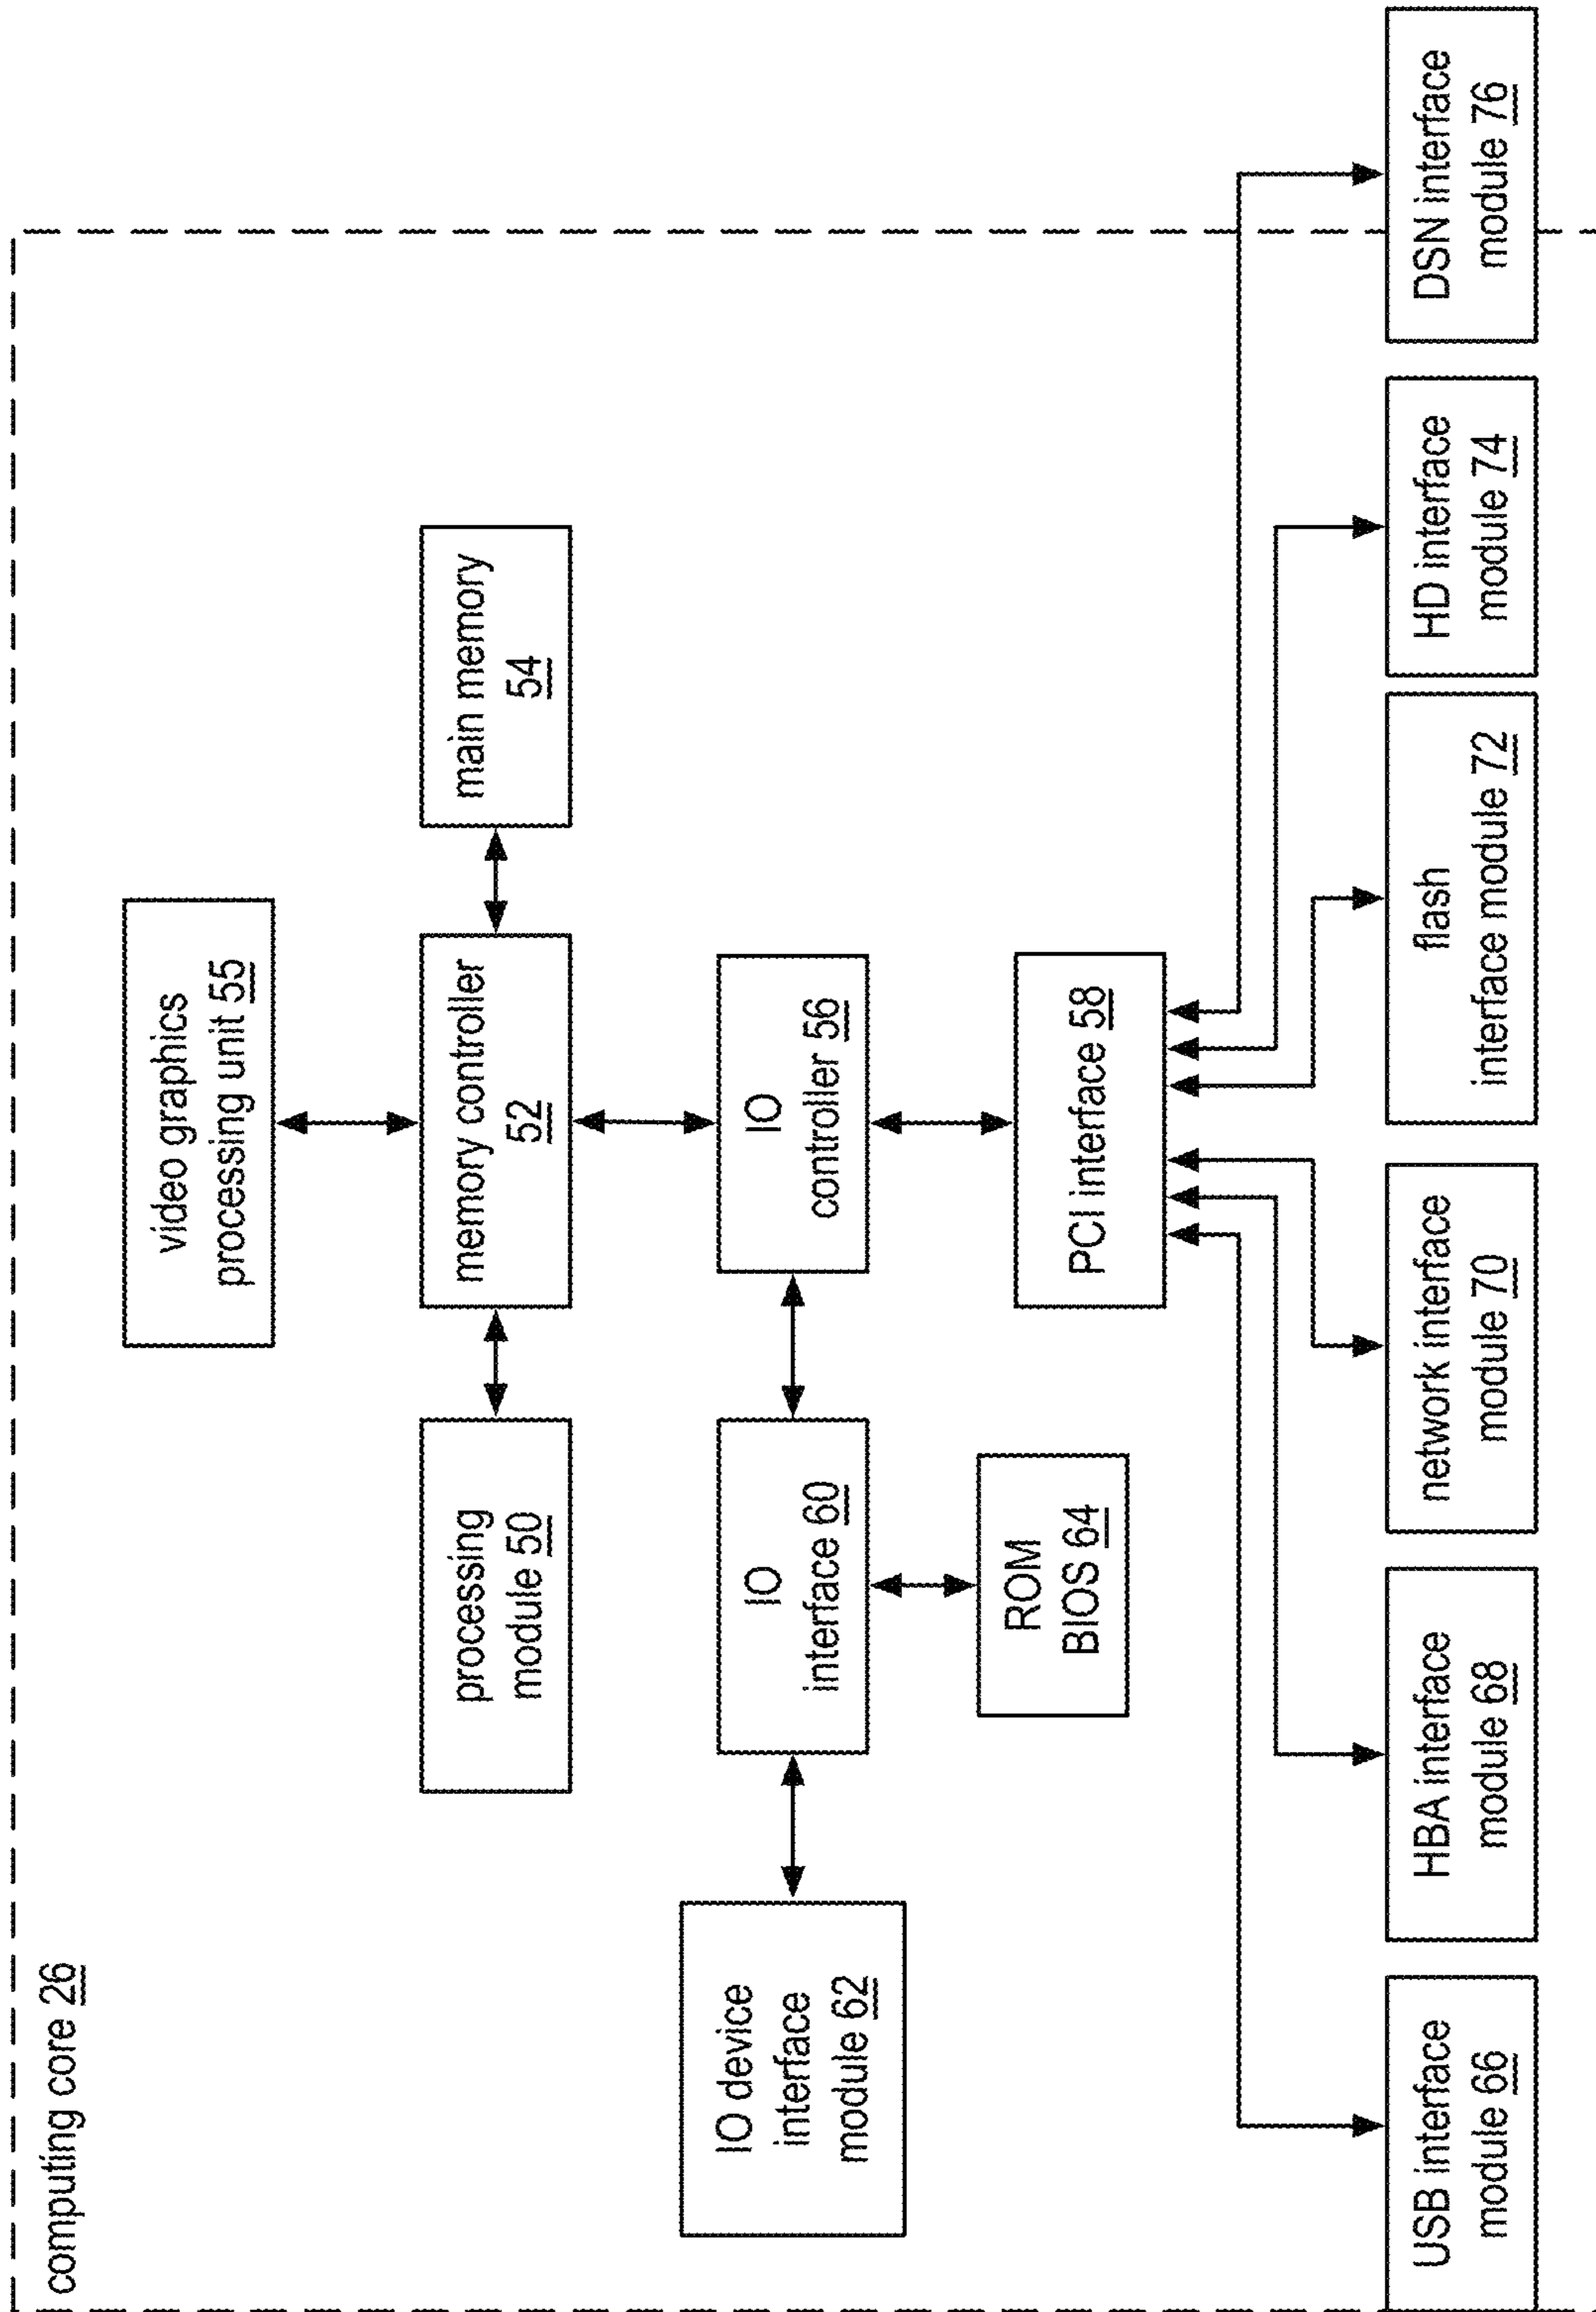 computing core 26
video graphics
processing unit 55
processing
module 50
memory controller
52
main memory
54
IO device
interface
module 62
IO
interface 60
IO
controller 56
ROM
BIOS 64
PCI interface 58
USB interface
module 66
HBA interface
module 68
network interface
module 70
flash
interface module 72
HD interface
module 74
DSN interface
module 76